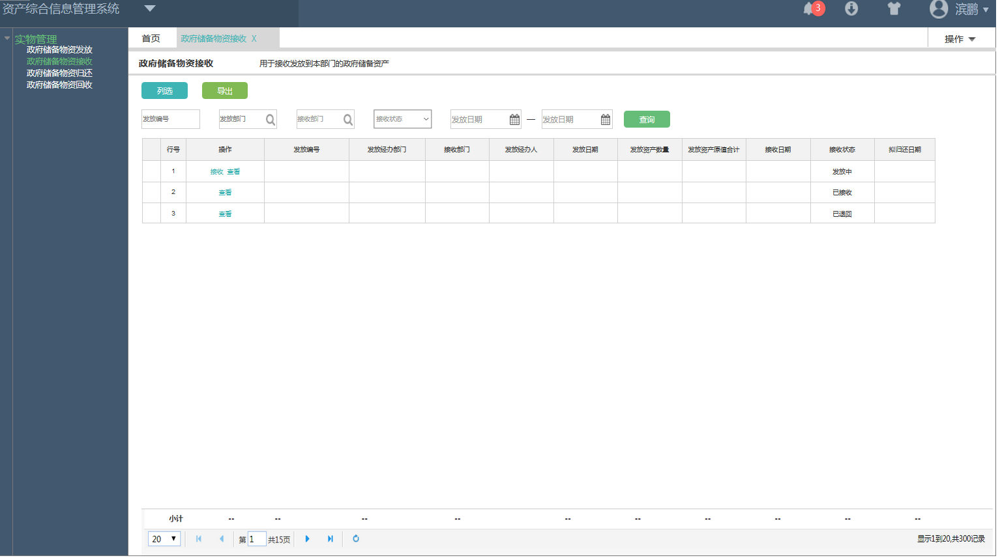 资产综合信息管理系统
3
滨鹏
实物管理
政府储备物资发放
政府储备物资接收
政府储备物资归还
政府储备物资回收
首页 政府储备物资接收 X 操作
政府储备物资接收 用于接收发放到本部门的政府储备资产
列选 导出
发放编号 发放部门 接收部门 接收状态 发放日期 — 发放日期 查询
行号 操作 发放编号 发放经办部门 接收部门 发放经办人 发放日期 发放资产数量 发放资产原值合计 接收日期 接收状态 拟归还日期
1 接收 查看 发放中
2 查看 已接收
3 查看 已退回
小计 -- -- -- -- -- -- -- -- -- --
20 第 1 共15页 显示1到20,共300记录